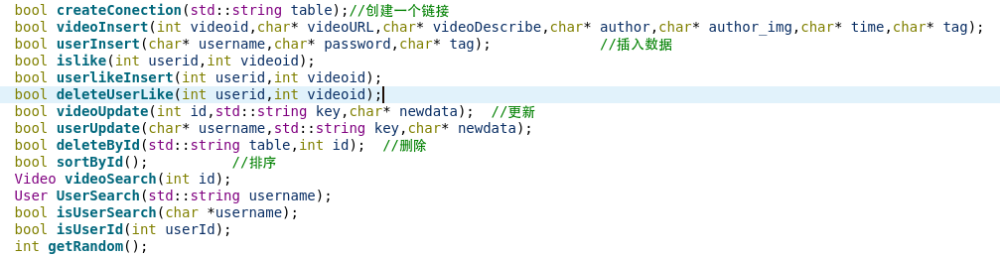 bool createConection(std::string table);//创建一个链接
bool videoInsert(int videoid,char* videoURL,char* videoDescribe,char* author,char* author_img,char* time,char* tag);
bool userInsert(char* username,char* password,char* tag);             //插入数据
bool islike(int userid,int videoid);
bool userlikeInsert(int userid,int videoid);
bool deleteUserLike(int userid,int videoid);
bool videoUpdate(int id,std::string key,char* newdata);  //更新
bool userUpdate(char* username,std::string key,char* newdata);
bool deleteById(std::string table,int id);  //删除
bool sortById();          //排序
Video videoSearch(int id);
User UserSearch(std::string username);
bool isUserSearch(char *username);
bool isUserId(int userId);
int getRandom();